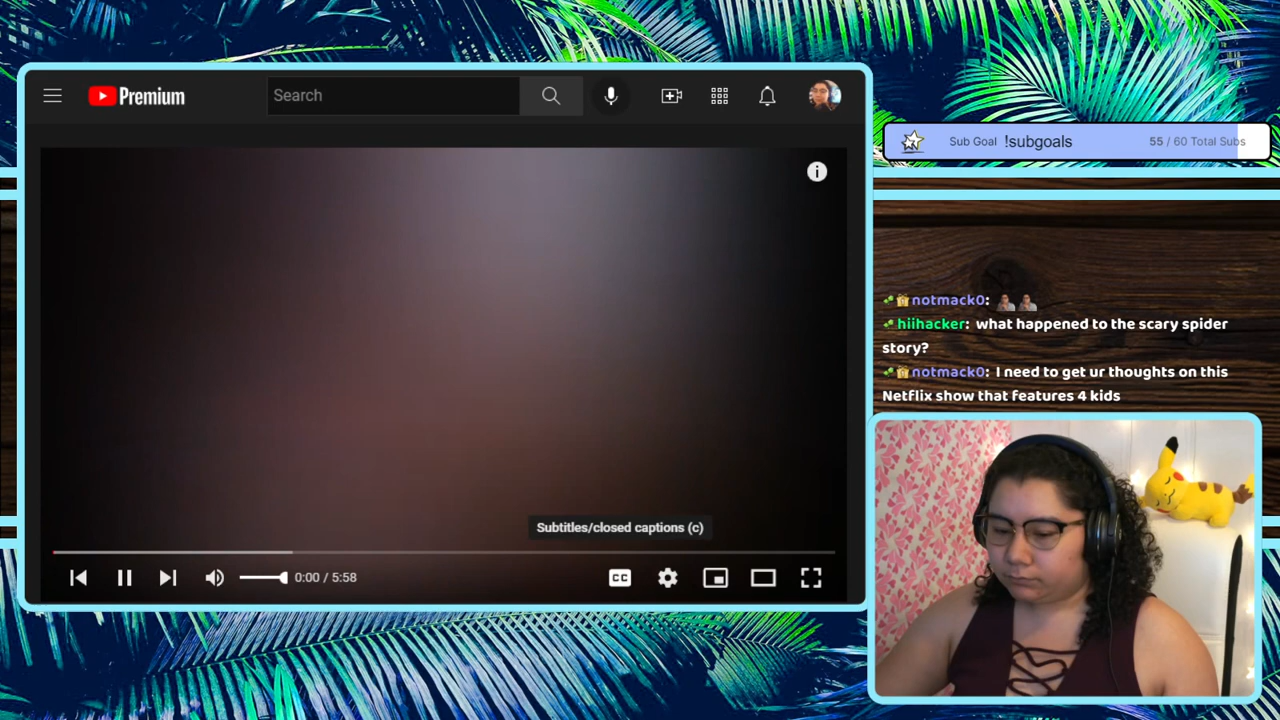 Premium
Search
Sub Goal !subgoals 55 / 60 Total Subs
notmack0:
hiihacker: what happened to the scary spider
story?
notmack0: I need to get ur thoughts on this
Netflix show that features 4 kids
Subtitles/closed captions (c)
0:00 / 5:58
CC